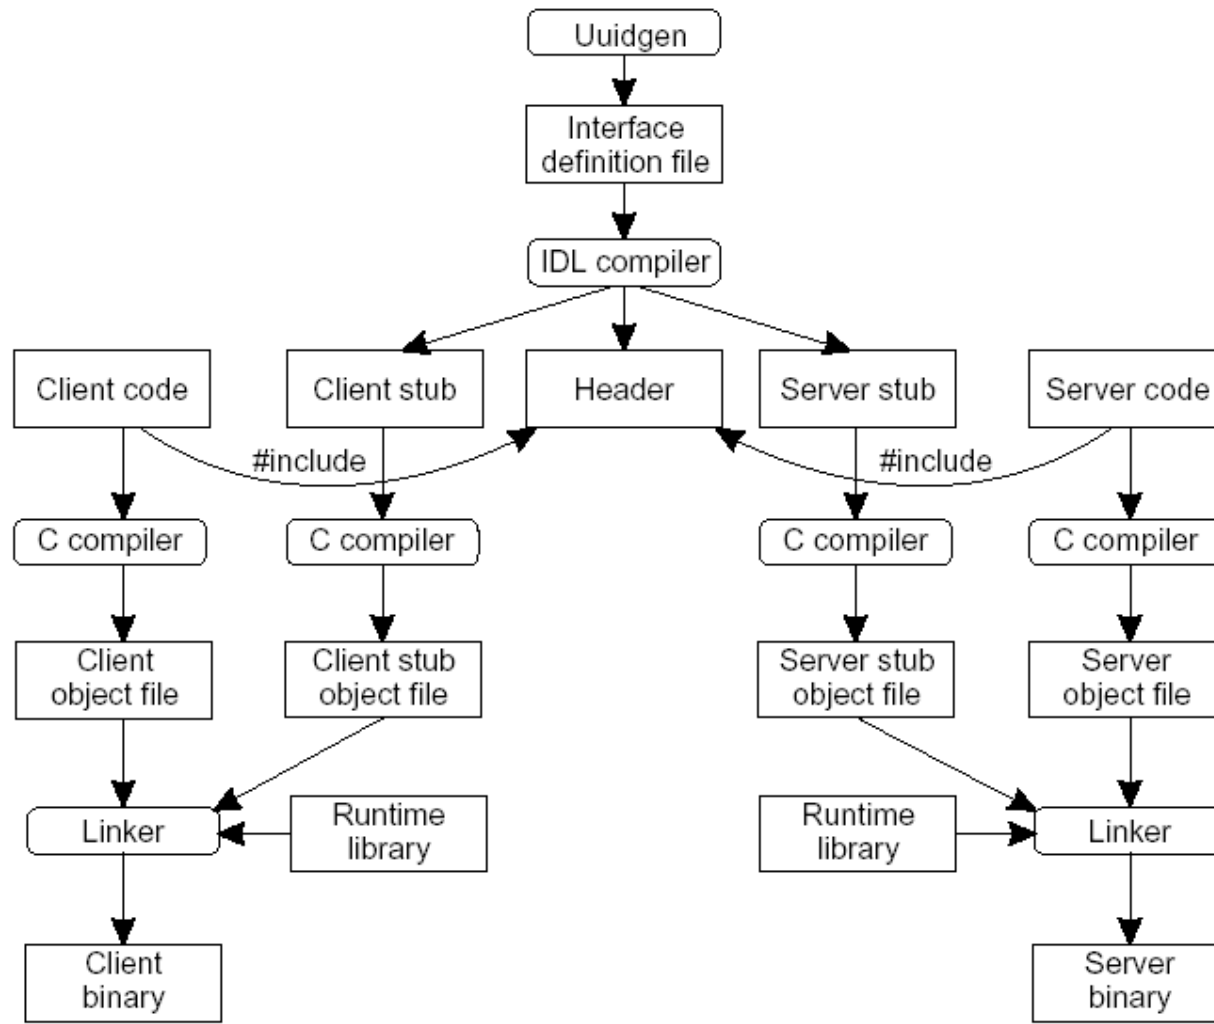 Uuidgen
Interface
definition file
IDL compiler
Client code
Client stub
Header
Server stub
Server code
#include
#include
C compiler
C compiler
C compiler
C compiler
Client
object file
Client stub
object file
Server stub
object file
Server
object file
Linker
Runtime
library
Runtime
library
Linker
Client
binary
Server
binary